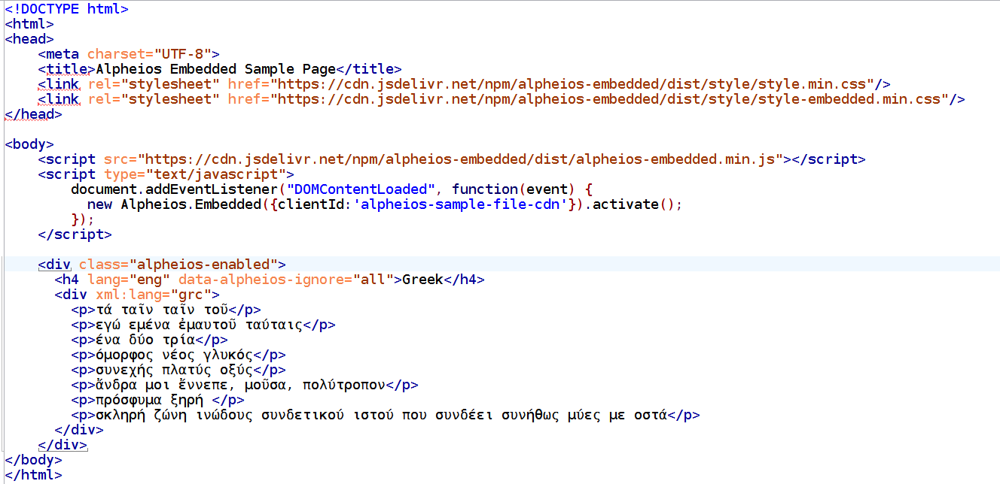 <!DOCTYPE html>
<html>
<head>
    <meta charset="UTF-8">
    <title>Alpheios Embedded Sample Page</title>
    <link rel="stylesheet" href="https://cdn.jsdelivr.net/npm/alpheios-embedded/dist/style/style.min.css"/>
    <link rel="stylesheet" href="https://cdn.jsdelivr.net/npm/alpheios-embedded/dist/style/style-embedded.min.css"/>
</head>

<body>
    <script src="https://cdn.jsdelivr.net/npm/alpheios-embedded/dist/alpheios-embedded.min.js"></script>
    <script type="text/javascript">
        document.addEventListener("DOMContentLoaded", function(event) {
          new Alpheios.Embedded({clientId:'alpheios-sample-file-cdn'}).activate();
        });
    </script>

    <div class="alpheios-enabled">
      <h4 lang="eng" data-alpheios-ignore="all">Greek</h4>
      <div xml:lang="grc">
        <p>τά ταῖν ταῖν τοῦ</p>
        <p>εγώ εμένα ἐμαυτοῦ ταύταις</p>
        <p>ένα δύο τρία</p>
        <p>όμορφος νέος γλυκός</p>
        <p>συνεχής πλατύς οξύς</p>
        <p>ἄνδρα μοι ἔννεπε, μοῦσα, πολύτροπον</p>
        <p>πρόσφυμα ξηρή </p>
        <p>σκληρή ζώνη ινώδους συνδετικού ιστού που συνδέει συνήθως μύες με οστά</p>
      </div>
    </div>
</body>
</html>